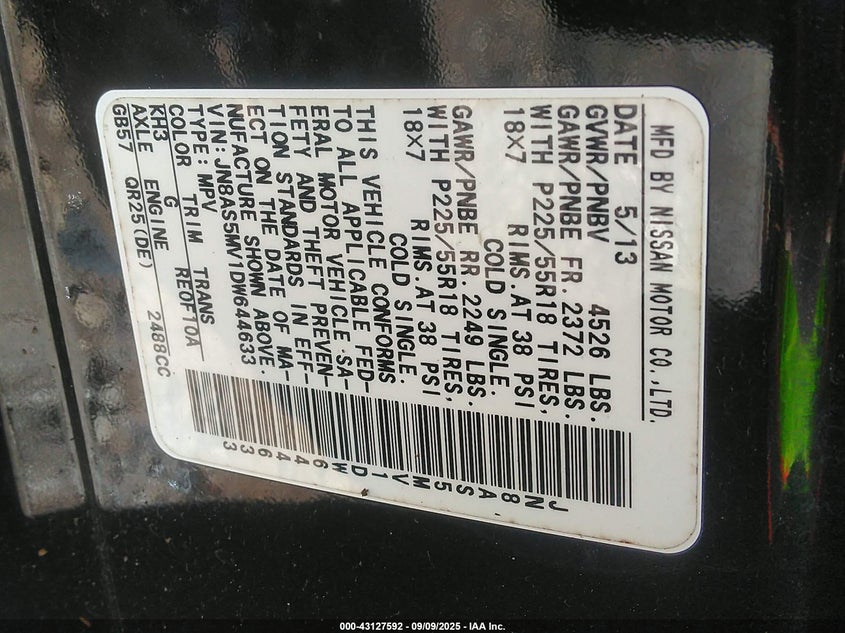 MFD BY NISSAN MOTOR CO.,LTD.
DATE 5/13
GVWR/PNBV 4526 LBS.
GAWR/PNBE FR. 2372 LBS.
WITH P225/55R18 TIRES,
18X7 RIMS.AT 38 PSI
COLD SINGLE.
GAWR/PNBE RR. 2249 LBS.
WITH P225/55R18 TIRES,
18X7 RIMS.AT 38 PSI
COLD SINGLE.
THIS VEHICLE CONFORMS
TO ALL APPLICABLE FED-
ERAL MOTOR VEHICLE SA-
FETY AND THEFT PREVEN-
TION STANDARDS IN EFF-
ECT ON THE DATE OF MA-
NUFACTURE SHOWN ABOVE.
VIN: JN8AS5MV1DW644633
TYPE: MPV
COLOR TRIM TRANS
KH3 G RE0F10A
AXLE ENGINE
GB57 QR25(DE) 2488CC
JN8AS5MV1DW644633
000-43127592 - 09/09/2025 - IAA Inc.